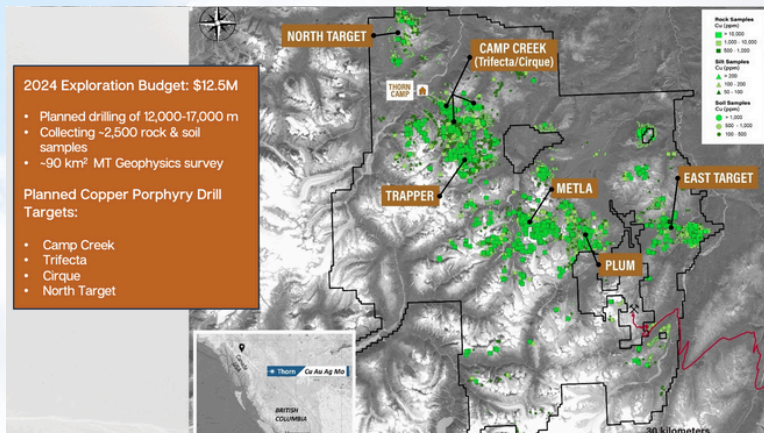 2024 Exploration Budget: $12.5M
• Planned drilling of 12,000-17,000 m
• Collecting ~2,500 rock & soil
samples
• ~90 km² MT Geophysics survey
Planned Copper Porphyry Drill
Targets:
• Camp Creek
• Trifecta
• Cirque
• North Target
NORTH TARGET
CAMP CREEK
(Trifecta/Cirque)
THORN
CAMP
TRAPPER
METLA
EAST TARGET
PLUM
Rock Samples
Cu (ppm)
> 10,000
1,000 - 10,000
500 - 1,000
Silt Samples
Cu (ppm)
> 200
100 - 200
50 - 100
Soil Samples
Cu (ppm)
> 1,000
500 - 1,000
100 - 500
Thorn Cu Au Ag Mo
BRITISH
COLUMBIA
30 kilometers